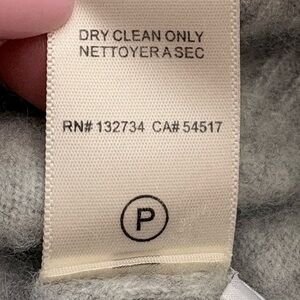 DRY CLEAN ONLY
NETTOYER A SEC
RN# 132734 CA# 54517
P